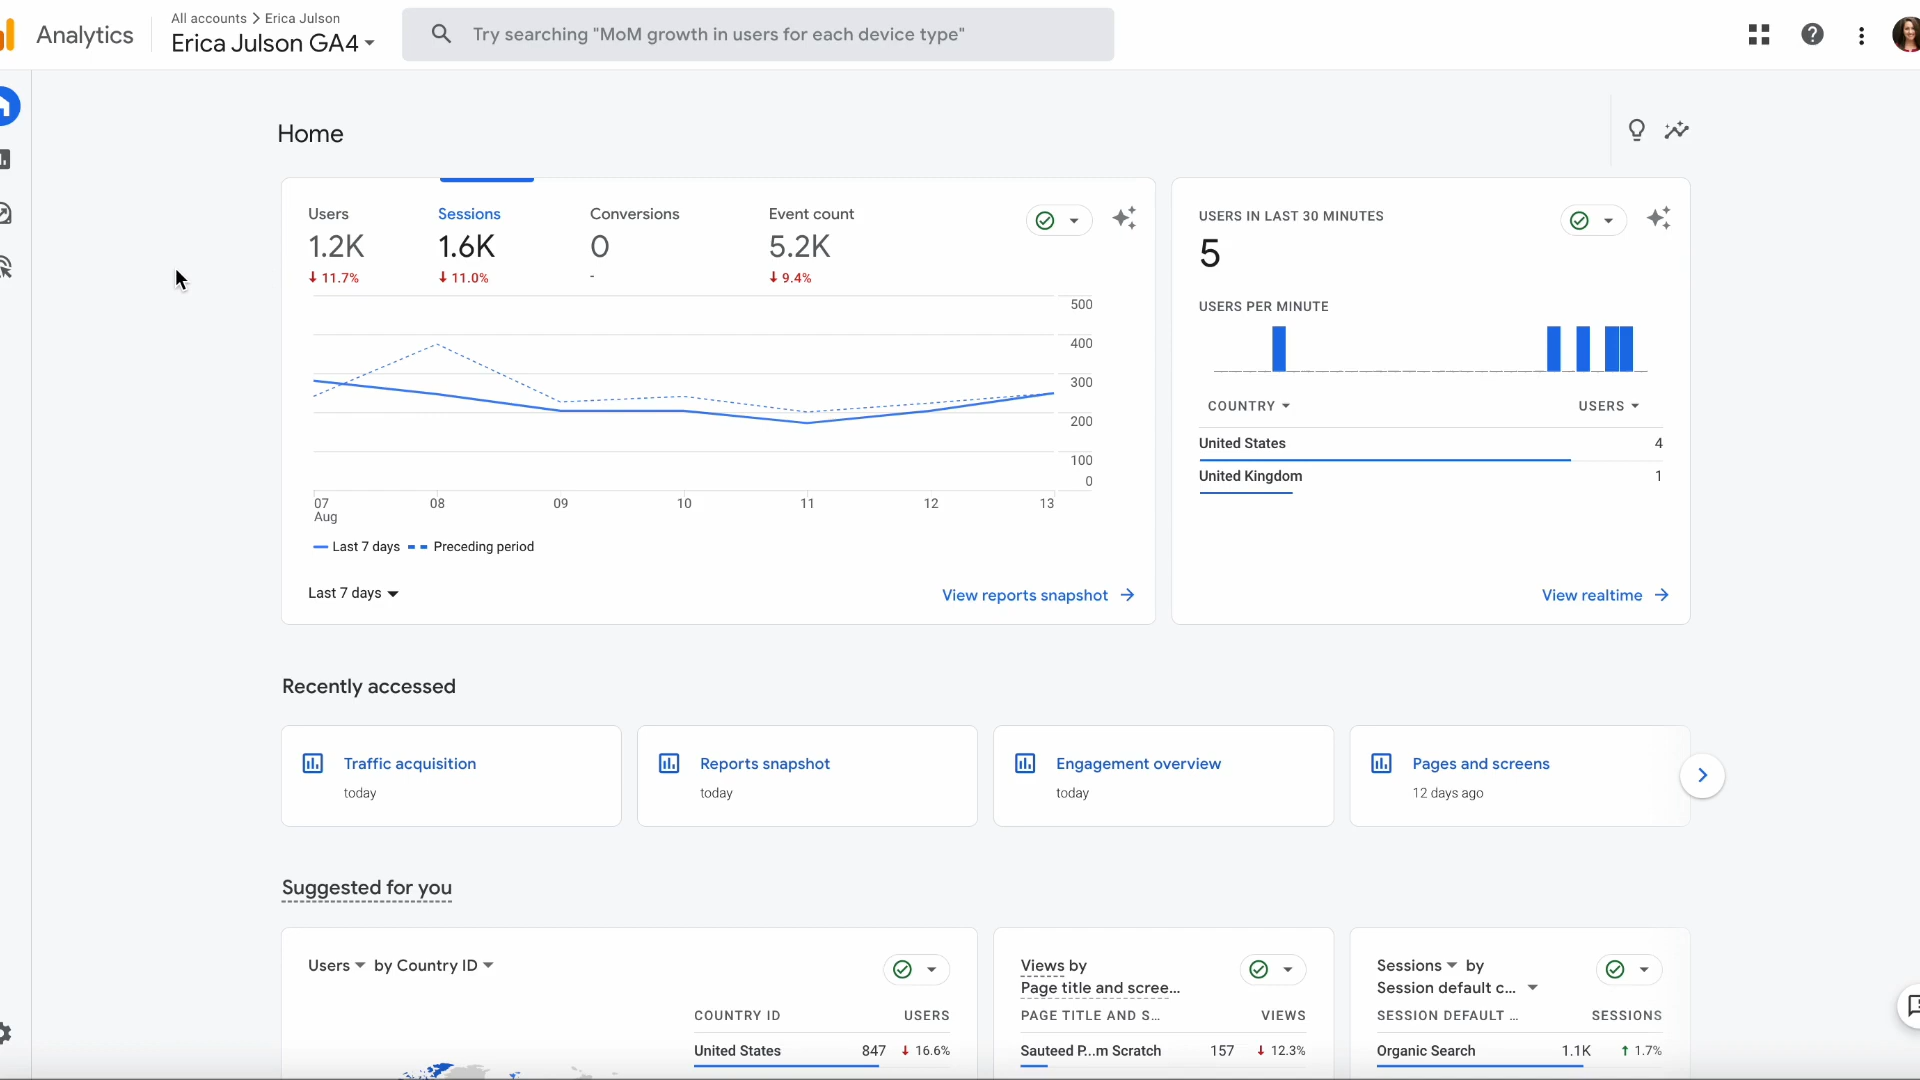 Analytics
All accounts > Erica Julson
Erica Julson GA4
Try searching "MoM growth in users for each device type"
Home
Users
1.2K
11.7%
Sessions
1.6K
11.0%
Conversions
0
-
Event count
5.2K
9.4%
500
400
300
200
100
0
07
Aug
08
09
10
11
12
13
Last 7 days
Preceding period
Last 7 days
View reports snapshot
USERS IN LAST 30 MINUTES
5
USERS PER MINUTE
COUNTRY USERS
United States 4
United Kingdom 1
View realtime
Recently accessed
Traffic acquisition
today
Reports snapshot
today
Engagement overview
today
Pages and screens
12 days ago
Suggested for you
Users by Country ID
COUNTRY ID USERS
United States 847 16.6%
Views by
Page title and scree...
PAGE TITLE AND S... VIEWS
Sauteed P...m Scratch 157 12.3%
Sessions by
Session default c...
SESSION DEFAULT ... SESSIONS
Organic Search 1.1K 1.7%